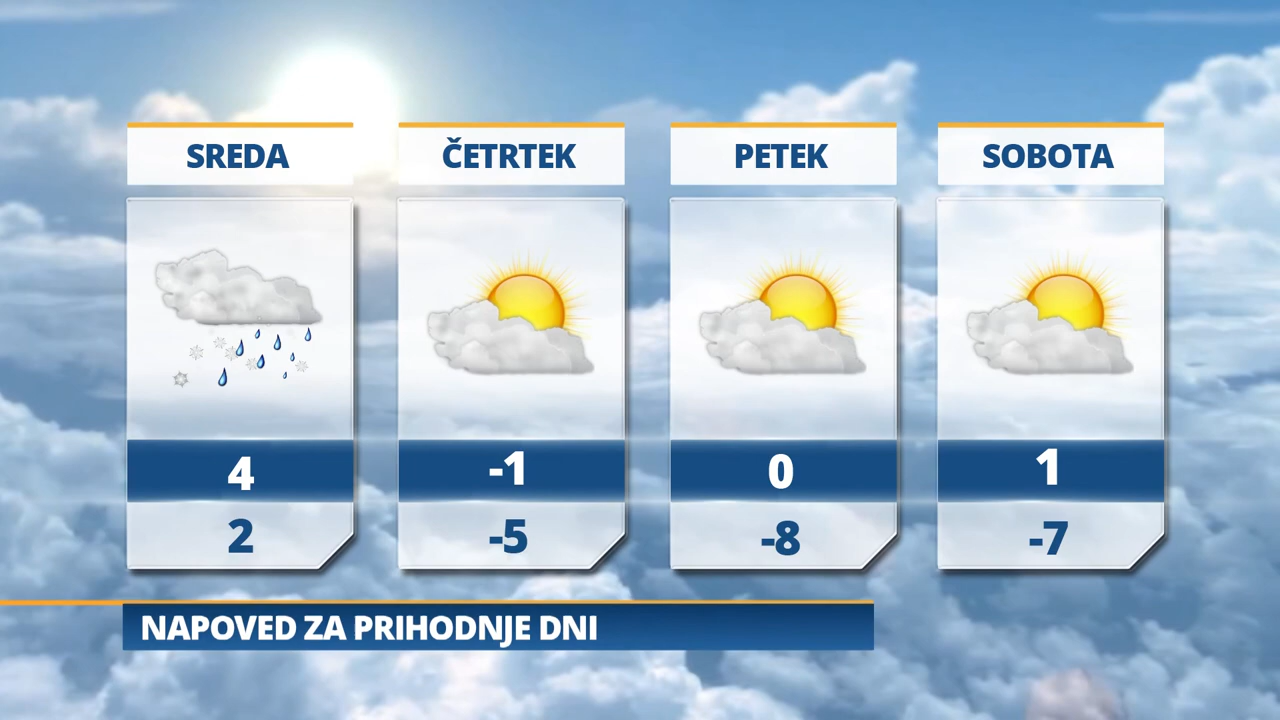 SREDA
ČETRTEK
PETEK
SOBOTA
4
-1
0
1
2
-5
-8
-7
NAPOVED ZA PRIHODNJE DNI